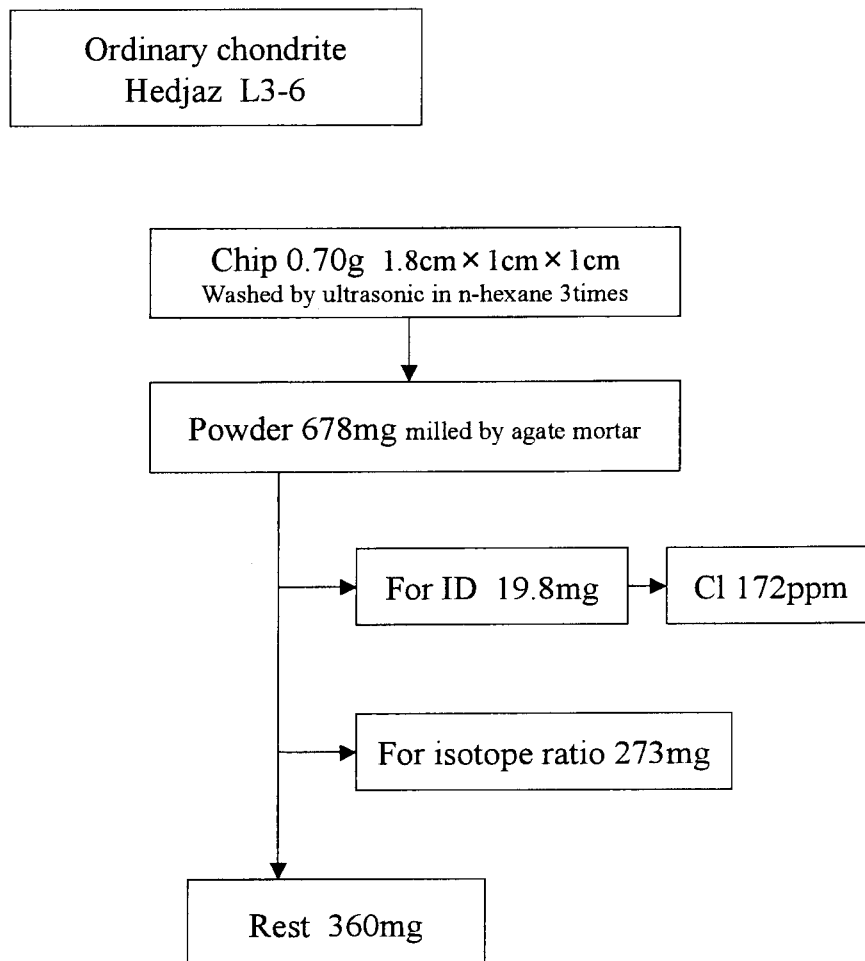 Ordinary chondrite
Hedjaz L3-6
Chip 0.70g 1.8cm × 1cm × 1cm
Washed by ultrasonic in n-hexane 3times
Powder 678mg milled by agate mortar
For ID 19.8mg
Cl 172ppm
For isotope ratio 273mg
Rest 360mg